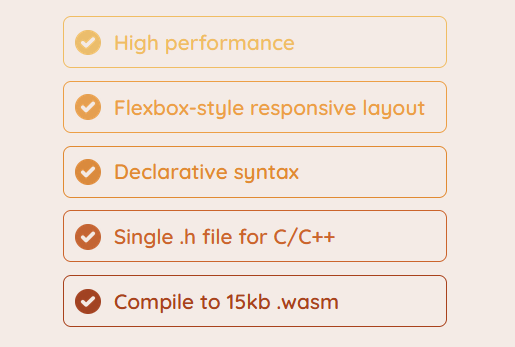 High performance
Flexbox-style responsive layout
Declarative syntax
Single .h file for C/C++
Compile to 15kb .wasm